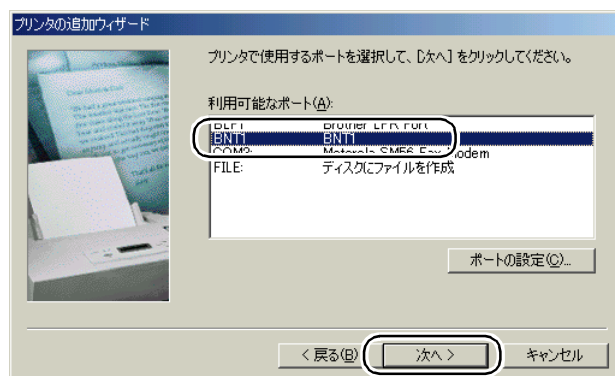 プリンタの追加ウィザード
プリンタで使用するポートを選択して、[次へ] をクリックしてください。
利用可能なポート(A):
BLP1 Brother LPR Port
BNT1 BNT1
COM3: Motorola SM56 Fax Modem
FILE: ディスクにファイルを作成
ポートの設定(C)...
< 戻る(B)
次へ >
キャンセル